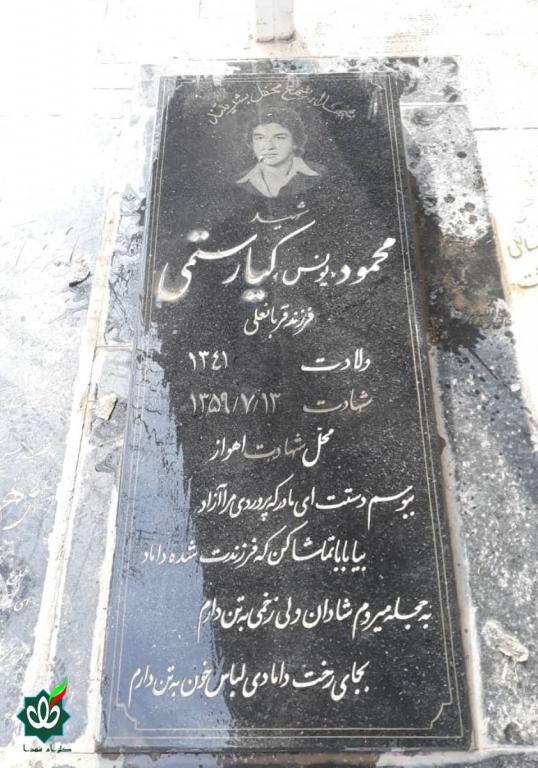 شهید
محمود «یونس» کیارستمی
فرزند قربانعلی
ولادت ۱۳۴۱
شهادت ۱۳۵۹/۷/۱۳
محل شهادت اهواز
ببوسم دستت ای مادر که پروردی مرا آزاد
بیا بابا تماشا کن که فرزندت شده داماد
به حجله میروم شادان ولی زخمی به تن دارم
بجای رخت دامادی لباس خون به تن دارم